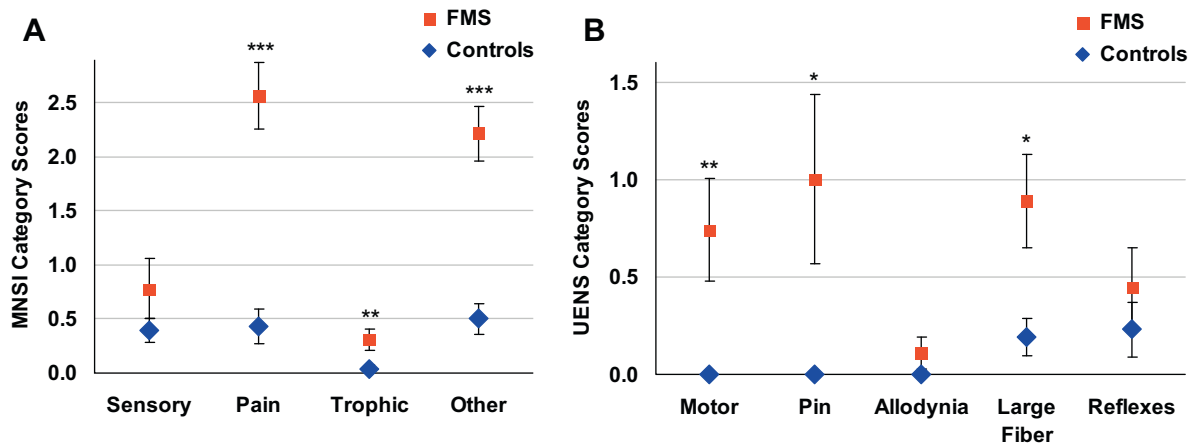 A
FMS
Controls
MNSI Category Scores
2.5
2.0
1.5
1.0
0.5
0.0
***
***
**
Sensory
Pain
Trophic
Other
B
FMS
Controls
UENS Category Scores
1.5
1.0
0.5
0.0
**
*
*
Motor
Pin
Allodynia
Large
Fiber
Reflexes